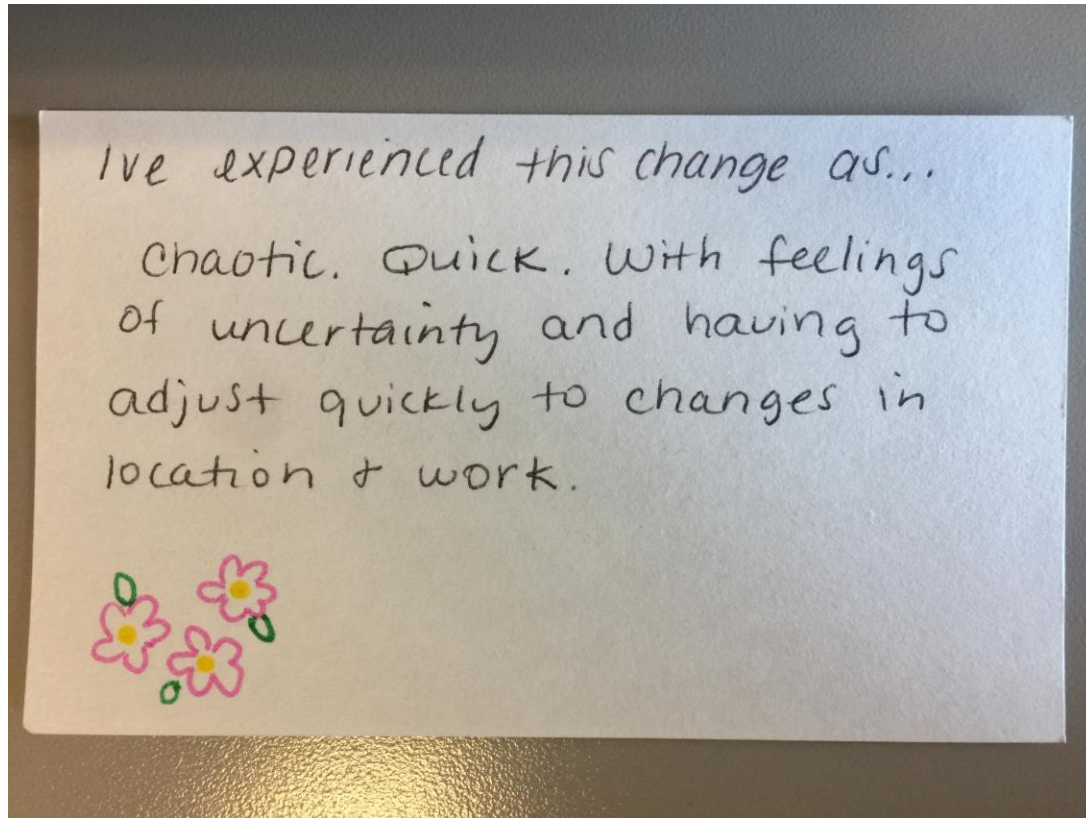 Ive experienced this change as...
Chaotic. Quick. With feelings
of uncertainty and having to
adjust quickly to changes in
location & work.